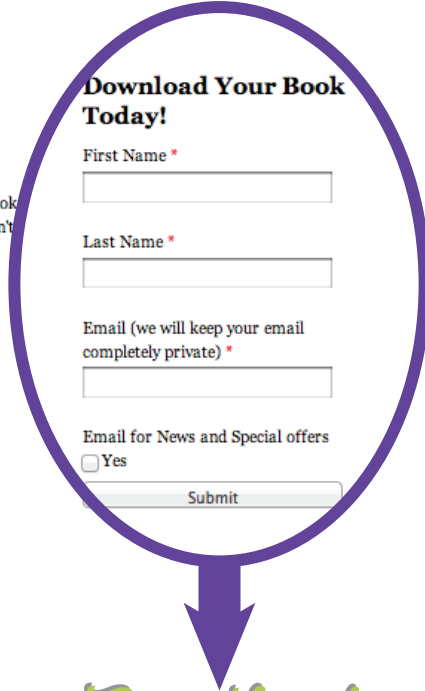 Download Your Book
Today!
First Name *
ok
n't
Last Name *
Email (we will keep your email
completely private) *
Email for News and Special offers
Yes
Submit